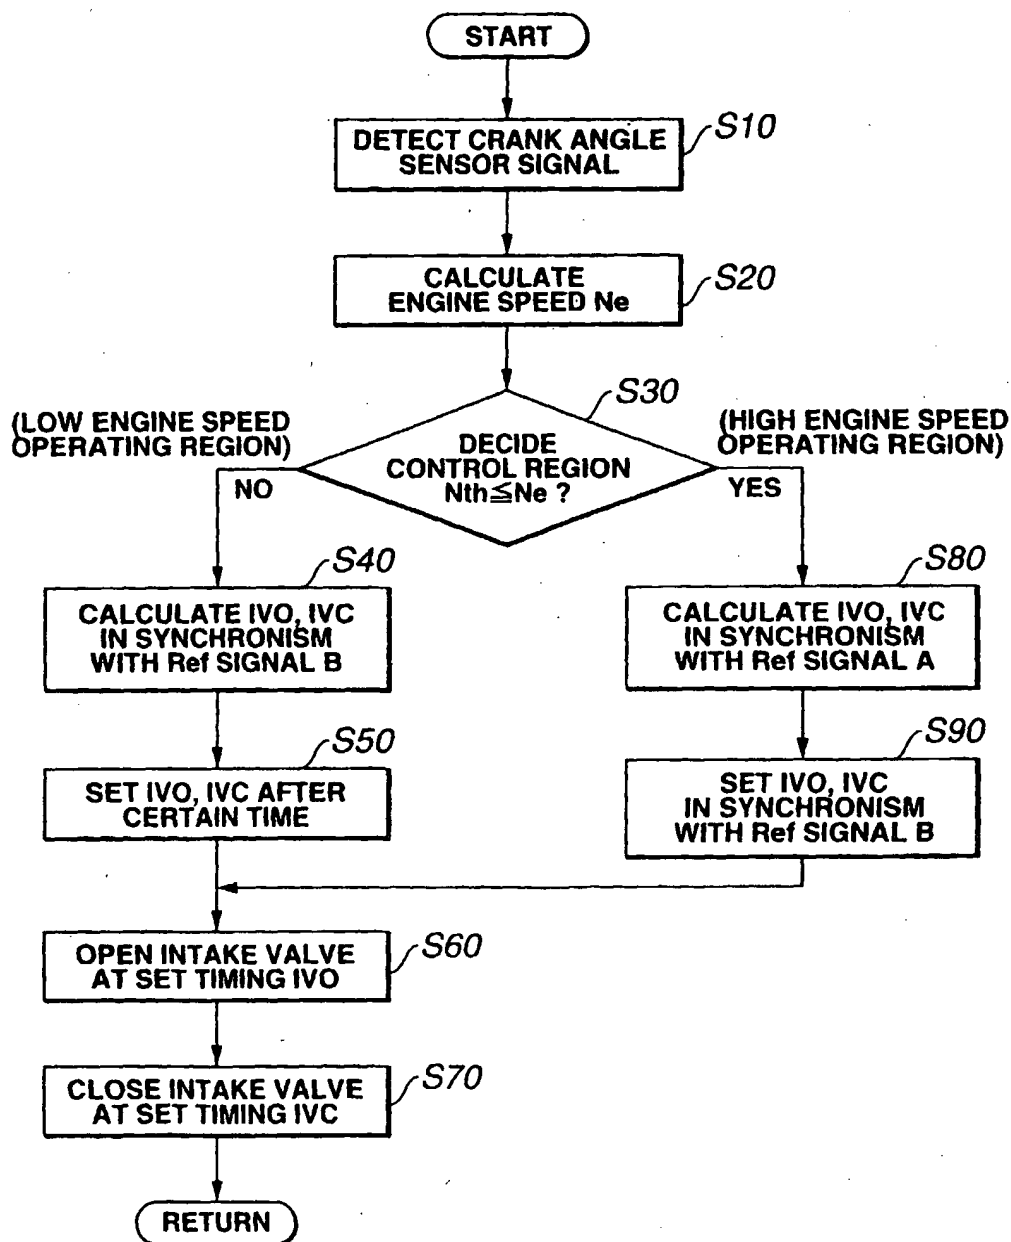 START
DETECT CRANK ANGLE
SENSOR SIGNAL
S10
CALCULATE
ENGINE SPEED Ne
S20
S30
(LOW ENGINE SPEED
OPERATING REGION)
(HIGH ENGINE SPEED
OPERATING REGION)
DECIDE
CONTROL REGION
Nth≦Ne ?
NO
YES
S40
CALCULATE IVO, IVC
IN SYNCHRONISM
WITH Ref SIGNAL B
S80
CALCULATE IVO, IVC
IN SYNCHRONISM
WITH Ref SIGNAL A
S50
SET IVO, IVC AFTER
CERTAIN TIME
S90
SET IVO, IVC
IN SYNCHRONISM
WITH Ref SIGNAL B
OPEN INTAKE VALVE
AT SET TIMING IVO
S60
CLOSE INTAKE VALVE
AT SET TIMING IVC
S70
RETURN